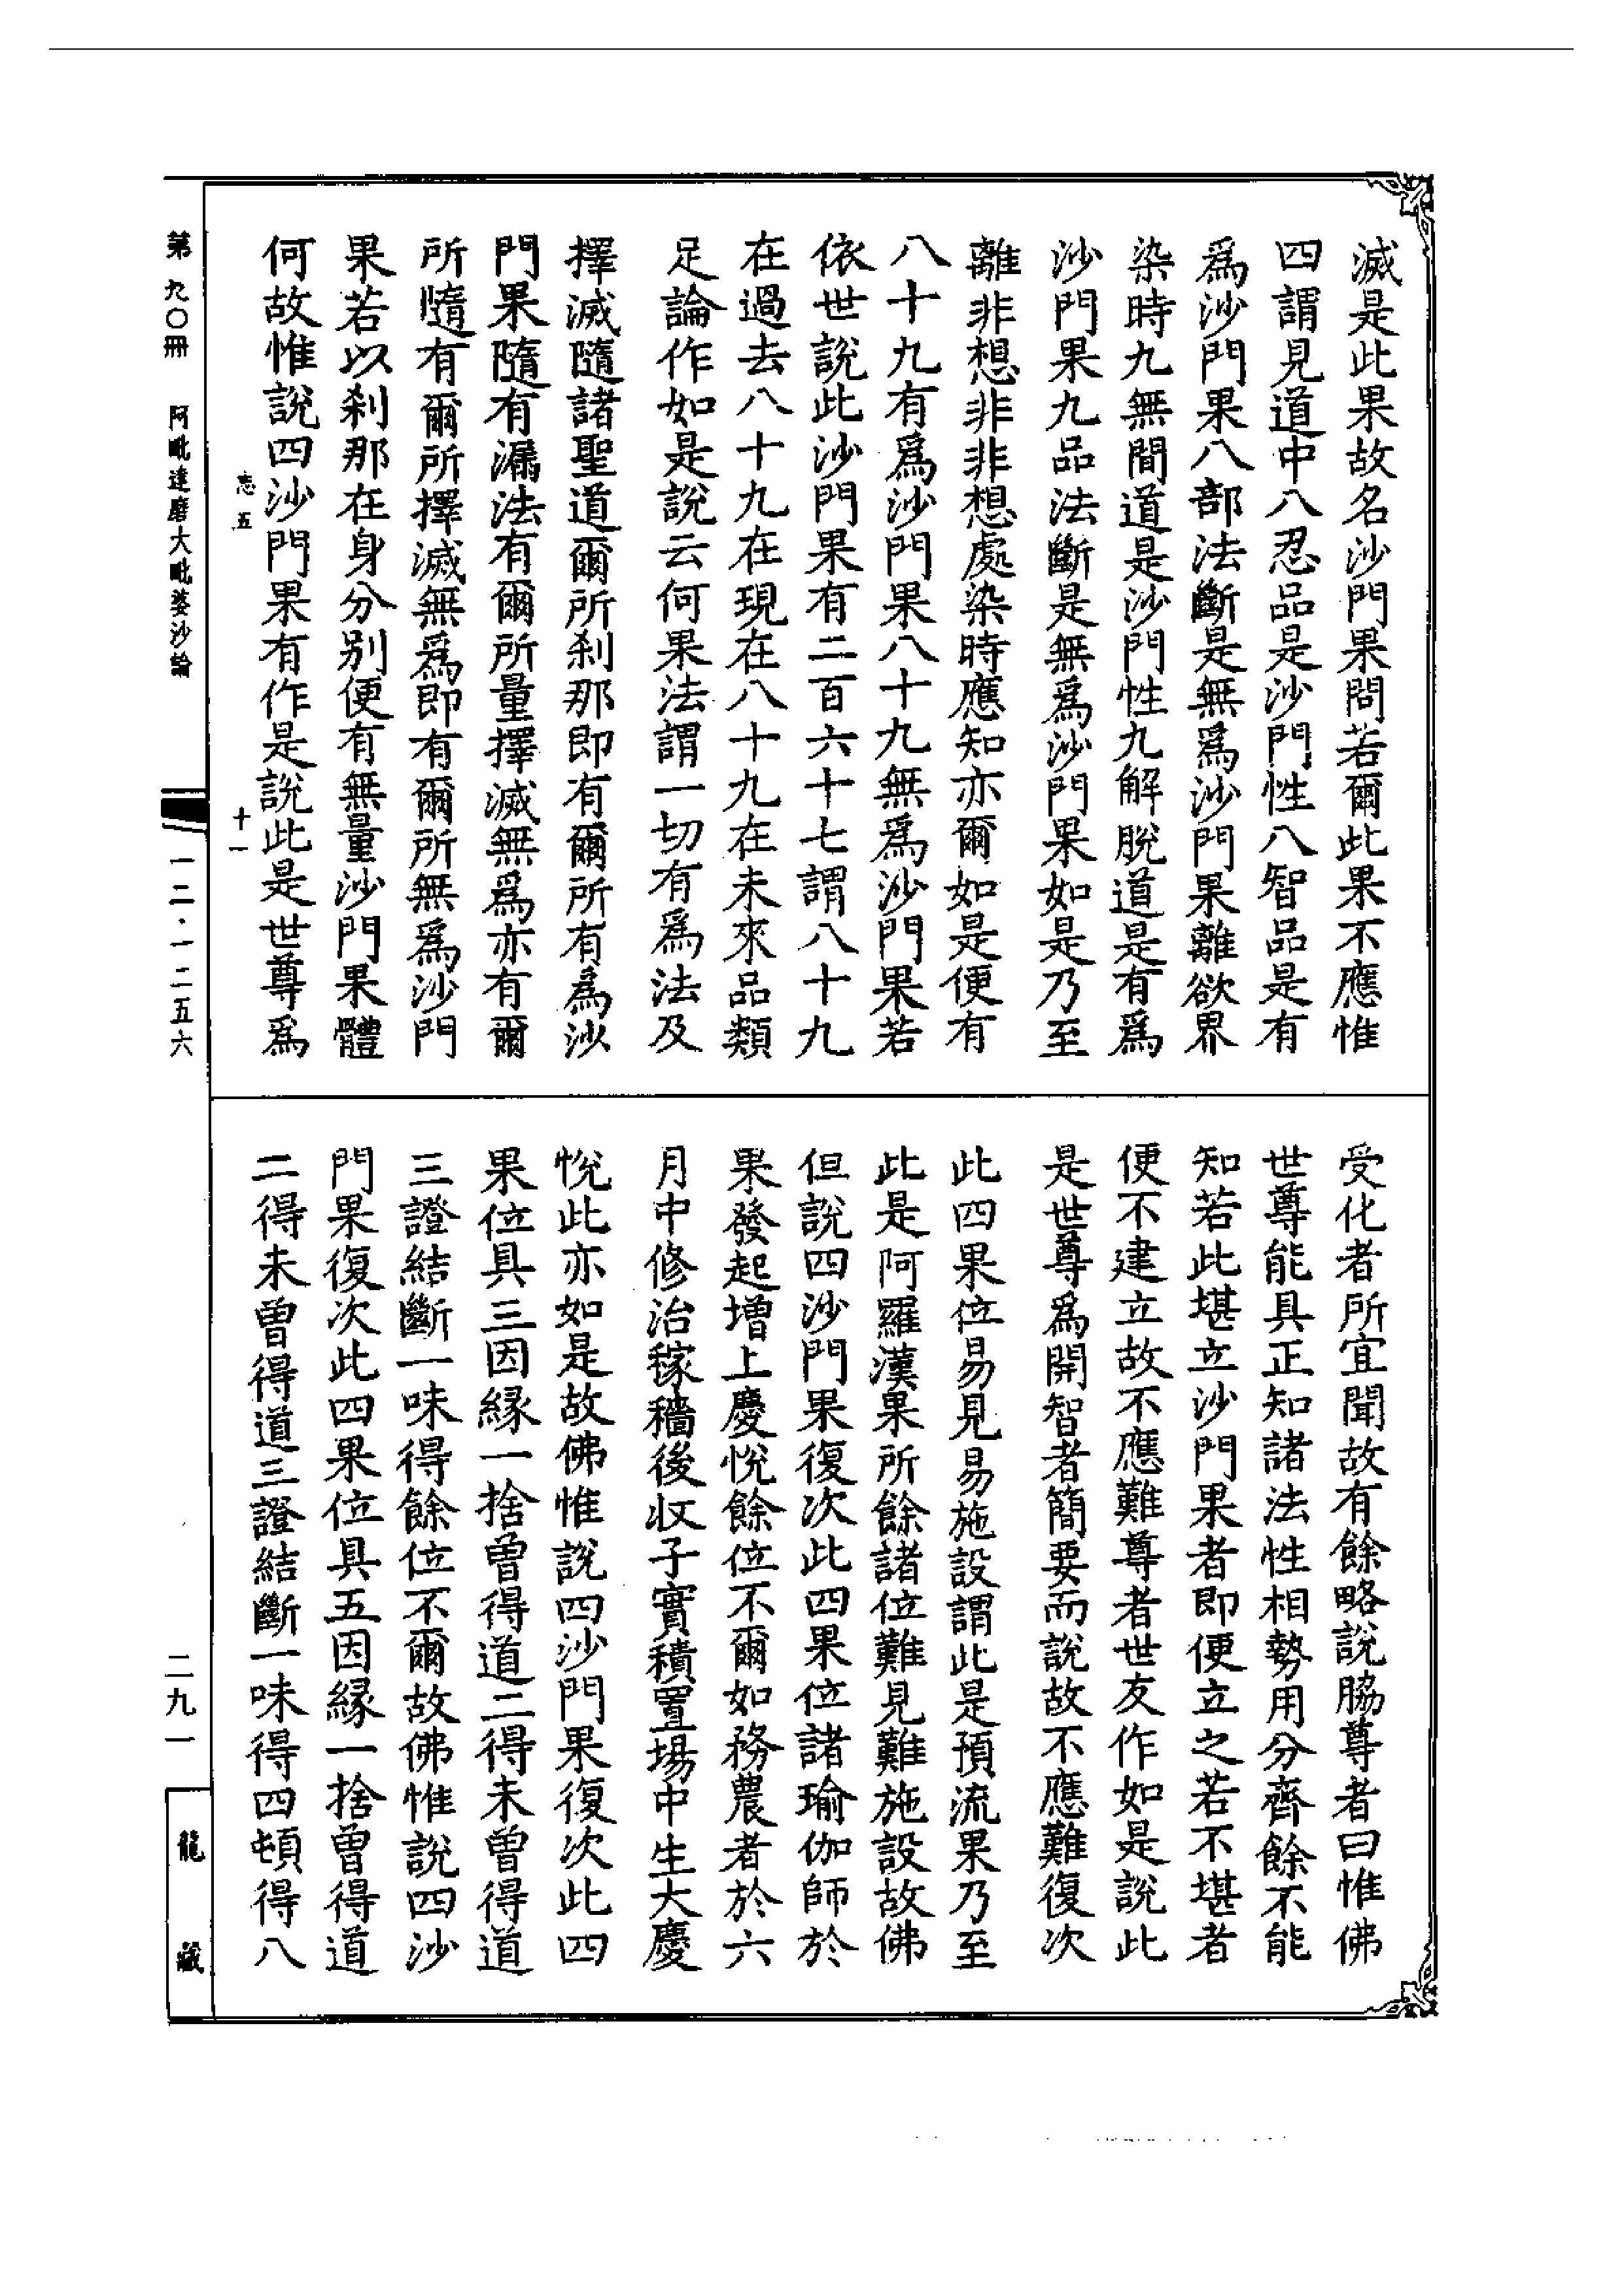 滅是此果故名沙門果問若爾此果不應惟
四謂見道中八忍品是沙門性八智品是有
爲沙門果八部法斷是無爲沙門果離欲界
染時九無間道是沙門性九解脫道是有爲
沙門果九品法斷是無爲沙門果如是乃至
離非想非非想處染時應知亦爾如是便有
八十九有爲沙門果八十九無爲沙門果若
依世說此沙門果有二百六十七謂八十九
在過去八十九在現在八十九在未來品類
足論作如是說云何果法謂一切有爲法及
擇滅隨諸聖道爾所刹那即有爾所有爲沙
門果隨有漏法有爾所量擇滅無爲亦有爾
所隨有爾所擇滅無爲即有爾所無爲沙門
果若以刹那在身分别便有無量沙門果體
何故惟說四沙門果有作是說此是世尊爲
受化者所宜聞故有餘略說脇尊者曰惟佛
世尊能具正知諸法性相勢用分齊餘不能
知若此堪立沙門果者即便立之若不堪者
便不建立故不應難尊者世友作如是說此
是世尊爲開智者簡要而說故不應難復次
此四果位易見易施設謂此是預流果乃至
此是阿羅漢果所餘諸位難見難施設故佛
但說四沙門果復次此四果位諸瑜伽師於
果發起增上慶悅餘位不爾如務農者於六
月中修治稼穡後收子實積置場中生大慶
悅此亦如是故佛惟說四沙門果復次此四
果位具三因緣一捨曾得道二得未曾得道
三證結斷一味得餘位不爾故佛惟說四沙
門果復次此四果位具五因緣一捨曾得道
二得未曾得道三證結斷一味得四頓得八
志五
十一
第九〇冊
阿毗達磨大毗婆沙論
一二·一二五六
二九一
龍藏